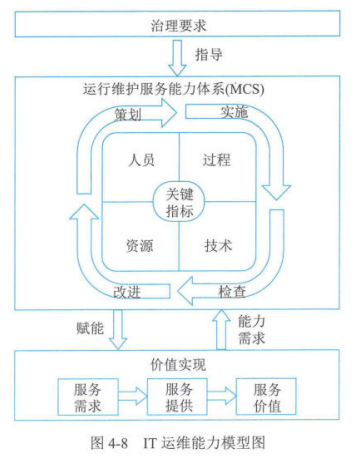 治理要求
指导
运行维护服务能力体系(MCS)
策划
实施
人员
过程
关键
指标
资源
技术
改进
检查
赋能
能力
需求
价值实现
服务
需求
服务
提供
服务
价值
图 4-8 IT 运维能力模型图